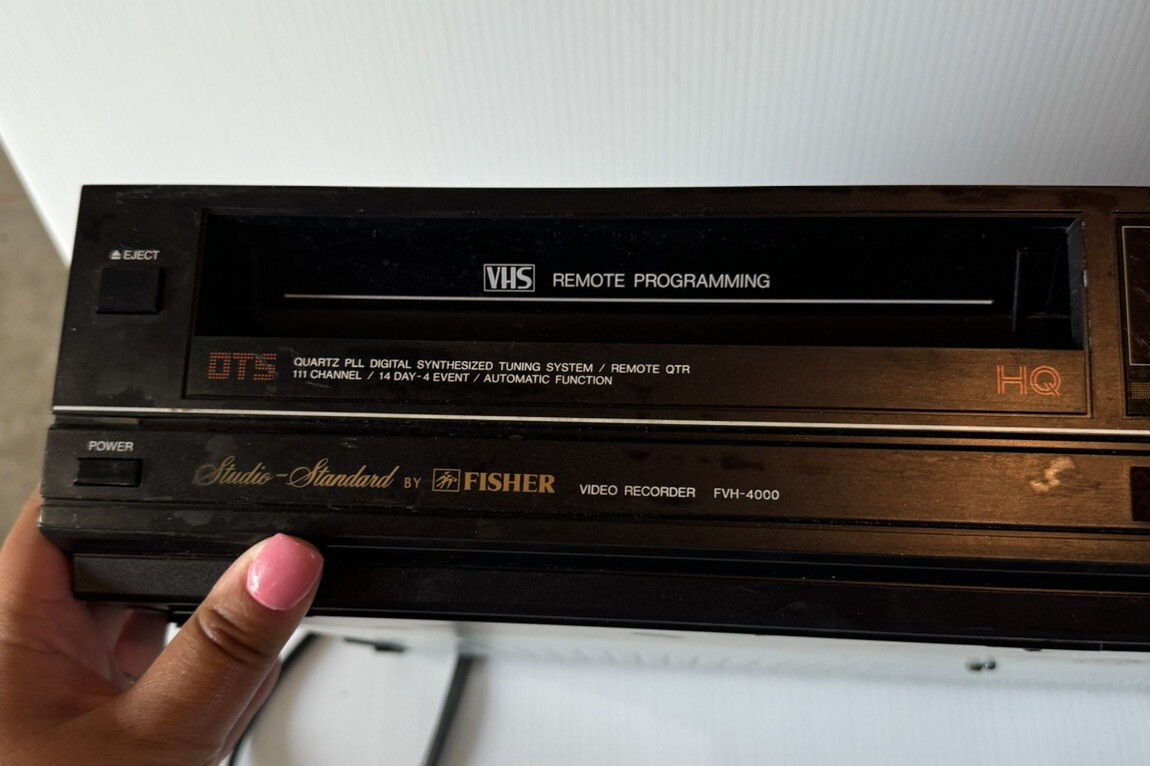 ⏏ EJECT
VHS REMOTE PROGRAMMING
DTS QUARTZ PLL DIGITAL SYNTHESIZED TUNING SYSTEM / REMOTE QTR
111 CHANNEL / 14 DAY-4 EVENT / AUTOMATIC FUNCTION
HQ
POWER
Studio-Standard BY FISHER VIDEO RECORDER FVH-4000